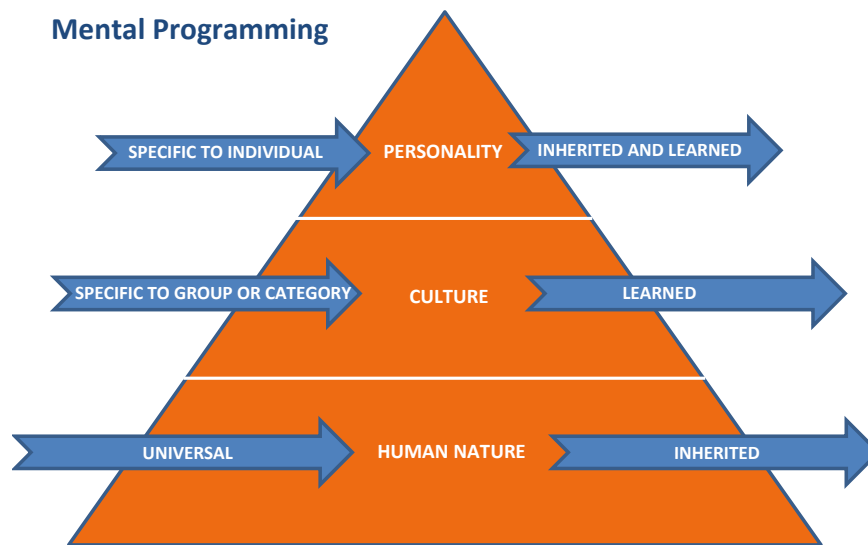 Mental Programming
SPECIFIC TO INDIVIDUAL
PERSONALITY
INHERITED AND LEARNED
SPECIFIC TO GROUP OR CATEGORY
CULTURE
LEARNED
UNIVERSAL
HUMAN NATURE
INHERITED